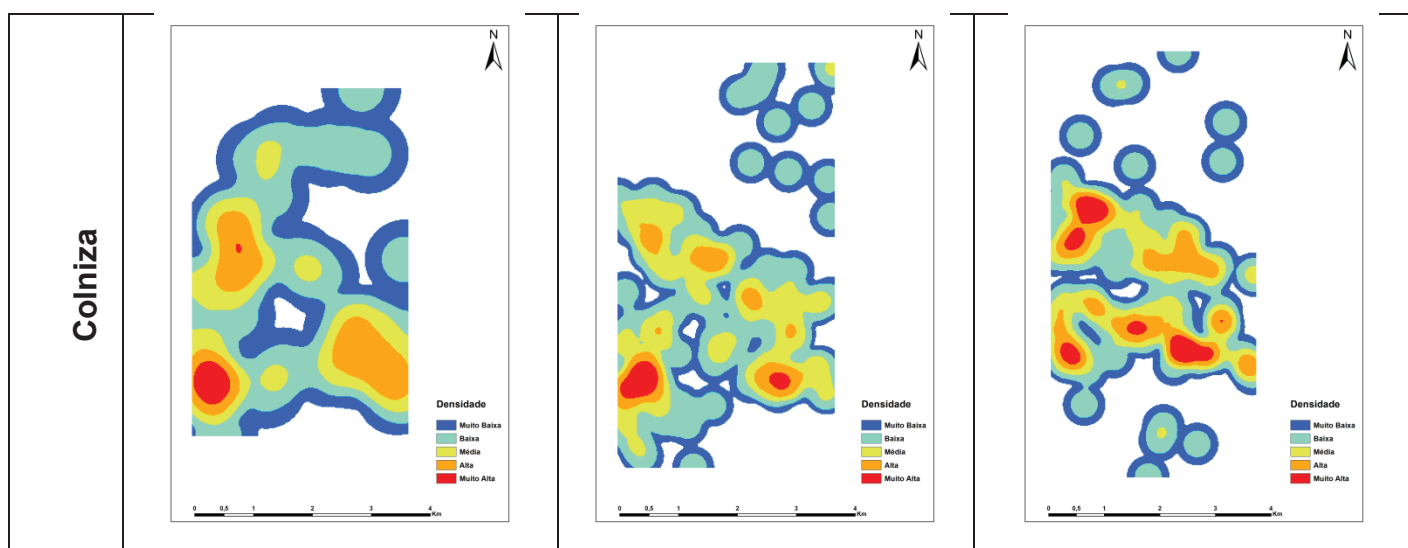 Colniza
N
Densidade
Muito Baixa
Baixa
Média
Alta
Muito Alta
0 0,5 1 2 3 4
Km
N
Densidade
Muito Baixa
Baixa
Média
Alta
Muito Alta
0 0,5 1 2 3 4
Km
N
Densidade
Muito Baixa
Baixa
Média
Alta
Muito Alta
0 0,5 1 2 3 4
Km